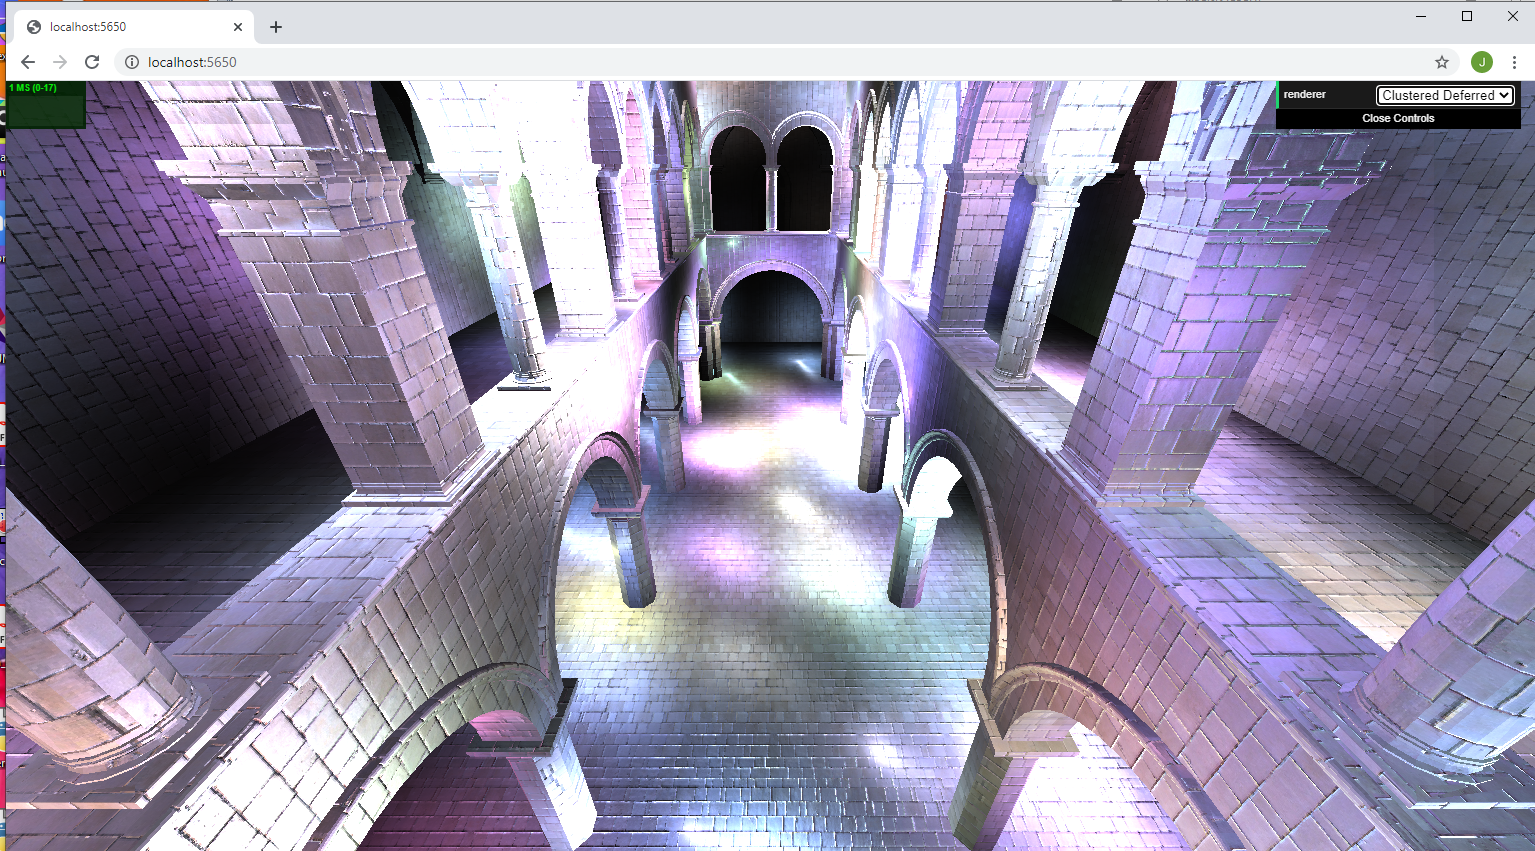 localhost:5650
localhost:5650
J
1 MS (0-17)
renderer
Clustered Deferred
Close Controls